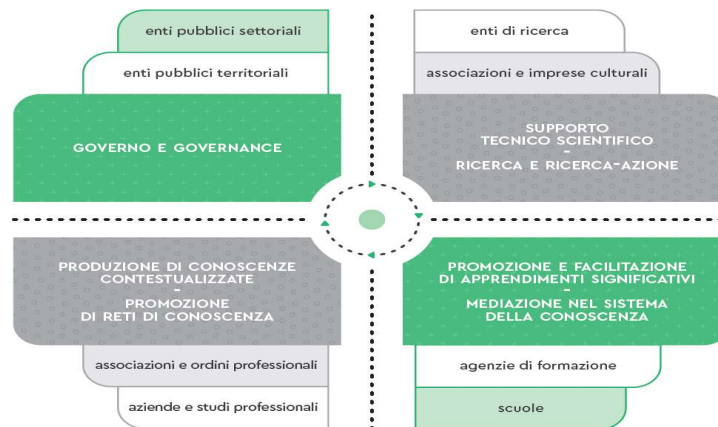 enti pubblici settoriali
enti pubblici territoriali
GOVERNO E GOVERNANCE
enti di ricerca
associazioni e imprese culturali
SUPPORTO
TECNICO SCIENTIFICO
-
RICERCA E RICERCA-AZIONE
PRODUZIONE DI CONOSCENZE
CONTESTUALIZZATE
-
PROMOZIONE
DI RETI DI CONOSCENZA
associazioni e ordini professionali
aziende e studi professionali
PROMOZIONE E FACILITAZIONE
DI APPRENDIMENTI SIGNIFICATIVI
-
MEDIAZIONE NEL SISTEMA
DELLA CONOSCENZA
agenzie di formazione
scuole